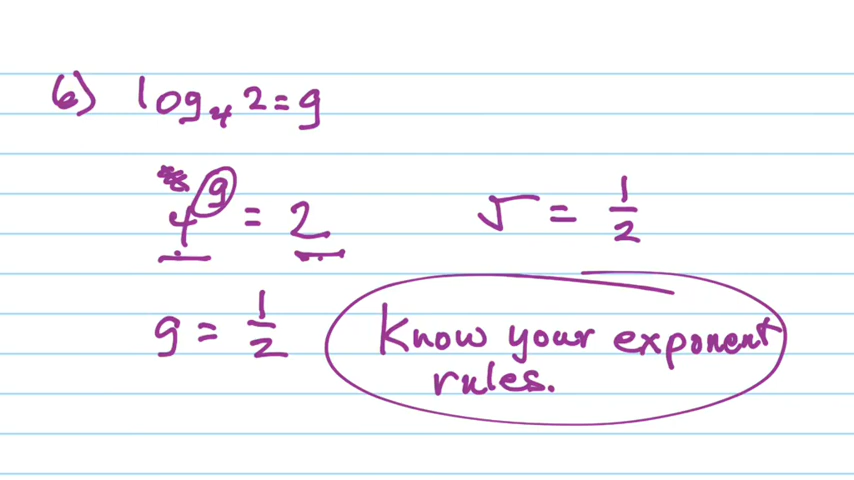 6) log₄ 2 = g
4^g = 2
√ = 1/2
g = 1/2
Know your exponent
rules.